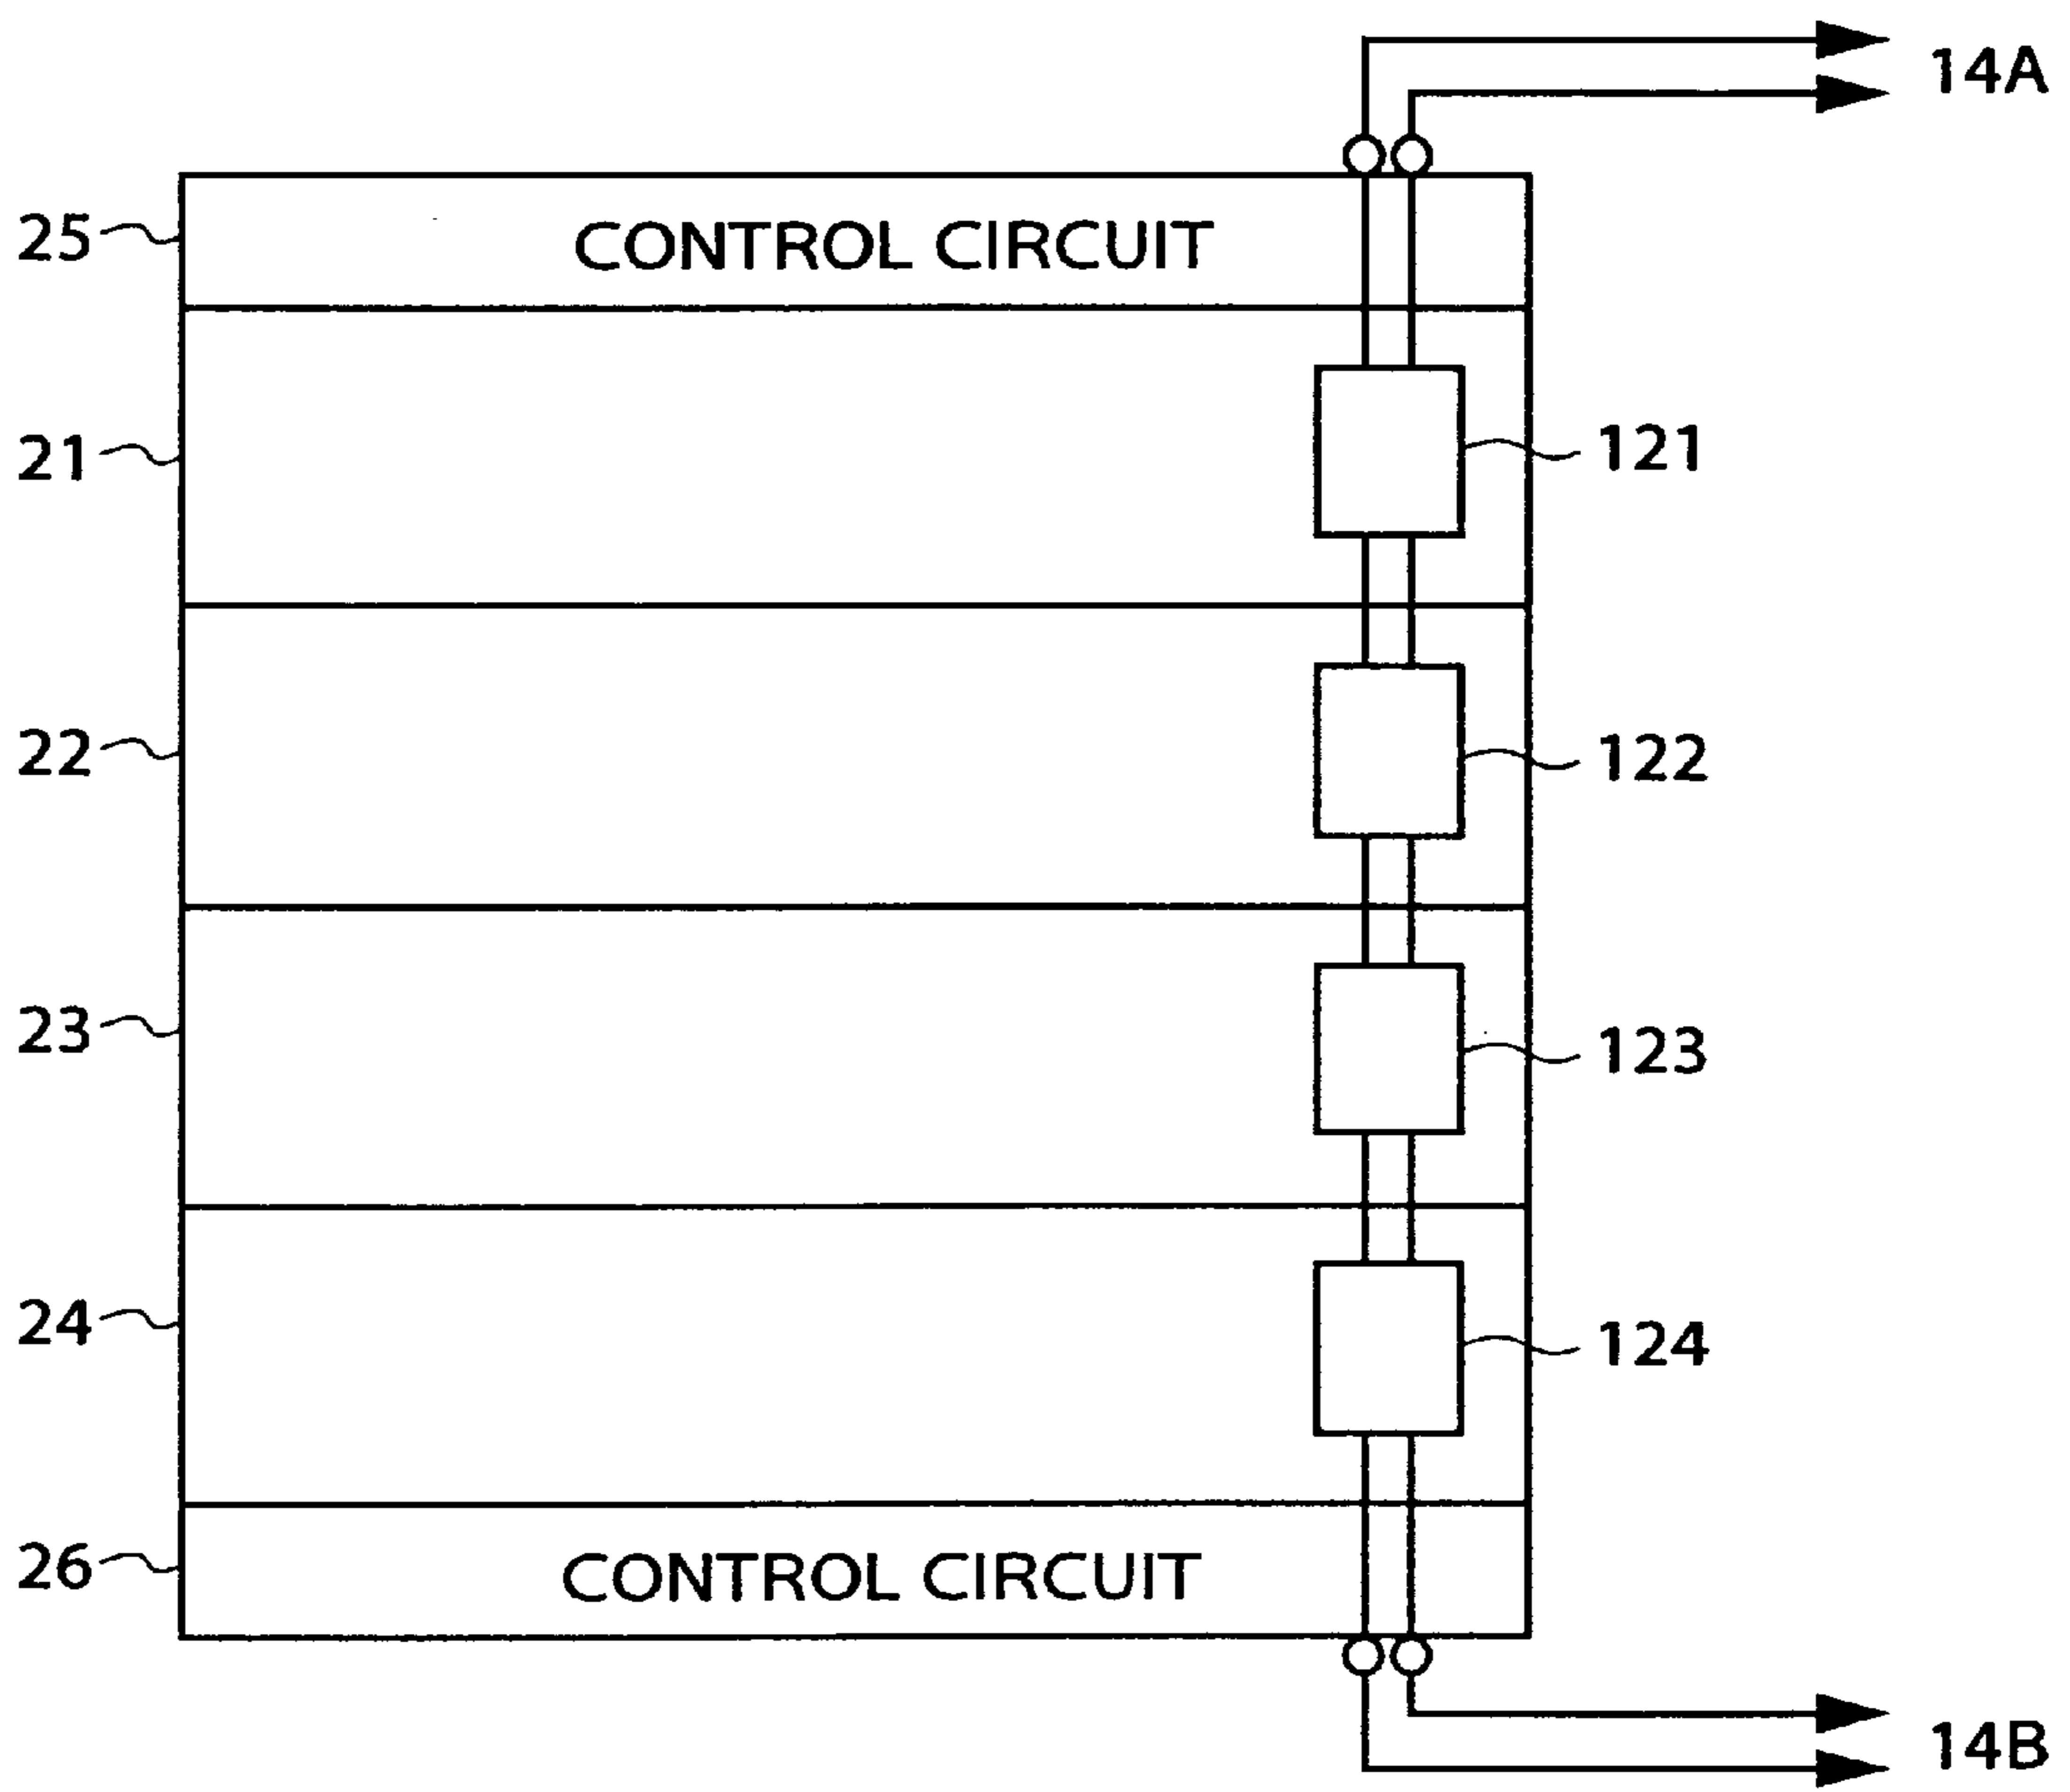 14A
25 CONTROL CIRCUIT
21 121
22 122
23 123
24 124
26 CONTROL CIRCUIT
14B